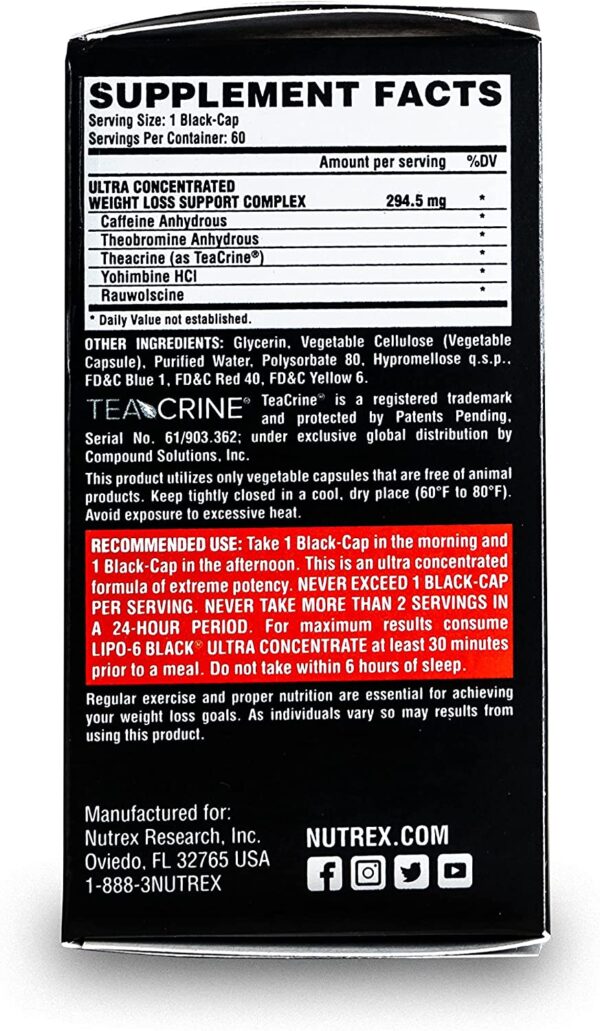 SUPPLEMENT FACTS
Serving Size: 1 Black-Cap
Servings Per Container: 60
Amount per serving %DV
ULTRA CONCENTRATED
WEIGHT LOSS SUPPORT COMPLEX 294.5 mg *
Caffeine Anhydrous *
Theobromine Anhydrous *
Theacrine (as TeaCrine®) *
Yohimbine HCl *
Rauwolscine *
* Daily Value not established.
OTHER INGREDIENTS: Glycerin, Vegetable Cellulose (Vegetable
Capsule), Purified Water, Polysorbate 80, Hypromellose q.s.p.,
FD&C Blue 1, FD&C Red 40, FD&C Yellow 6.
TEACRINE® TeaCrine® is a registered trademark
and protected by Patents Pending,
Serial No. 61/903.362; under exclusive global distribution by
Compound Solutions, Inc.
This product utilizes only vegetable capsules that are free of animal
products. Keep tightly closed in a cool, dry place (60°F to 80°F).
Avoid exposure to excessive heat.
RECOMMENDED USE: Take 1 Black-Cap in the morning and
1 Black-Cap in the afternoon. This is an ultra concentrated
formula of extreme potency. NEVER EXCEED 1 BLACK-CAP
PER SERVING. NEVER TAKE MORE THAN 2 SERVINGS IN
A 24-HOUR PERIOD. For maximum results consume
LIPO-6 BLACK® ULTRA CONCENTRATE at least 30 minutes
prior to a meal. Do not take within 6 hours of sleep.
Regular exercise and proper nutrition are essential for achieving
your weight loss goals. As individuals vary so may results from
using this product.
Manufactured for:
Nutrex Research, Inc.
Oviedo, FL 32765 USA
1-888-3NUTREX
NUTREX.COM